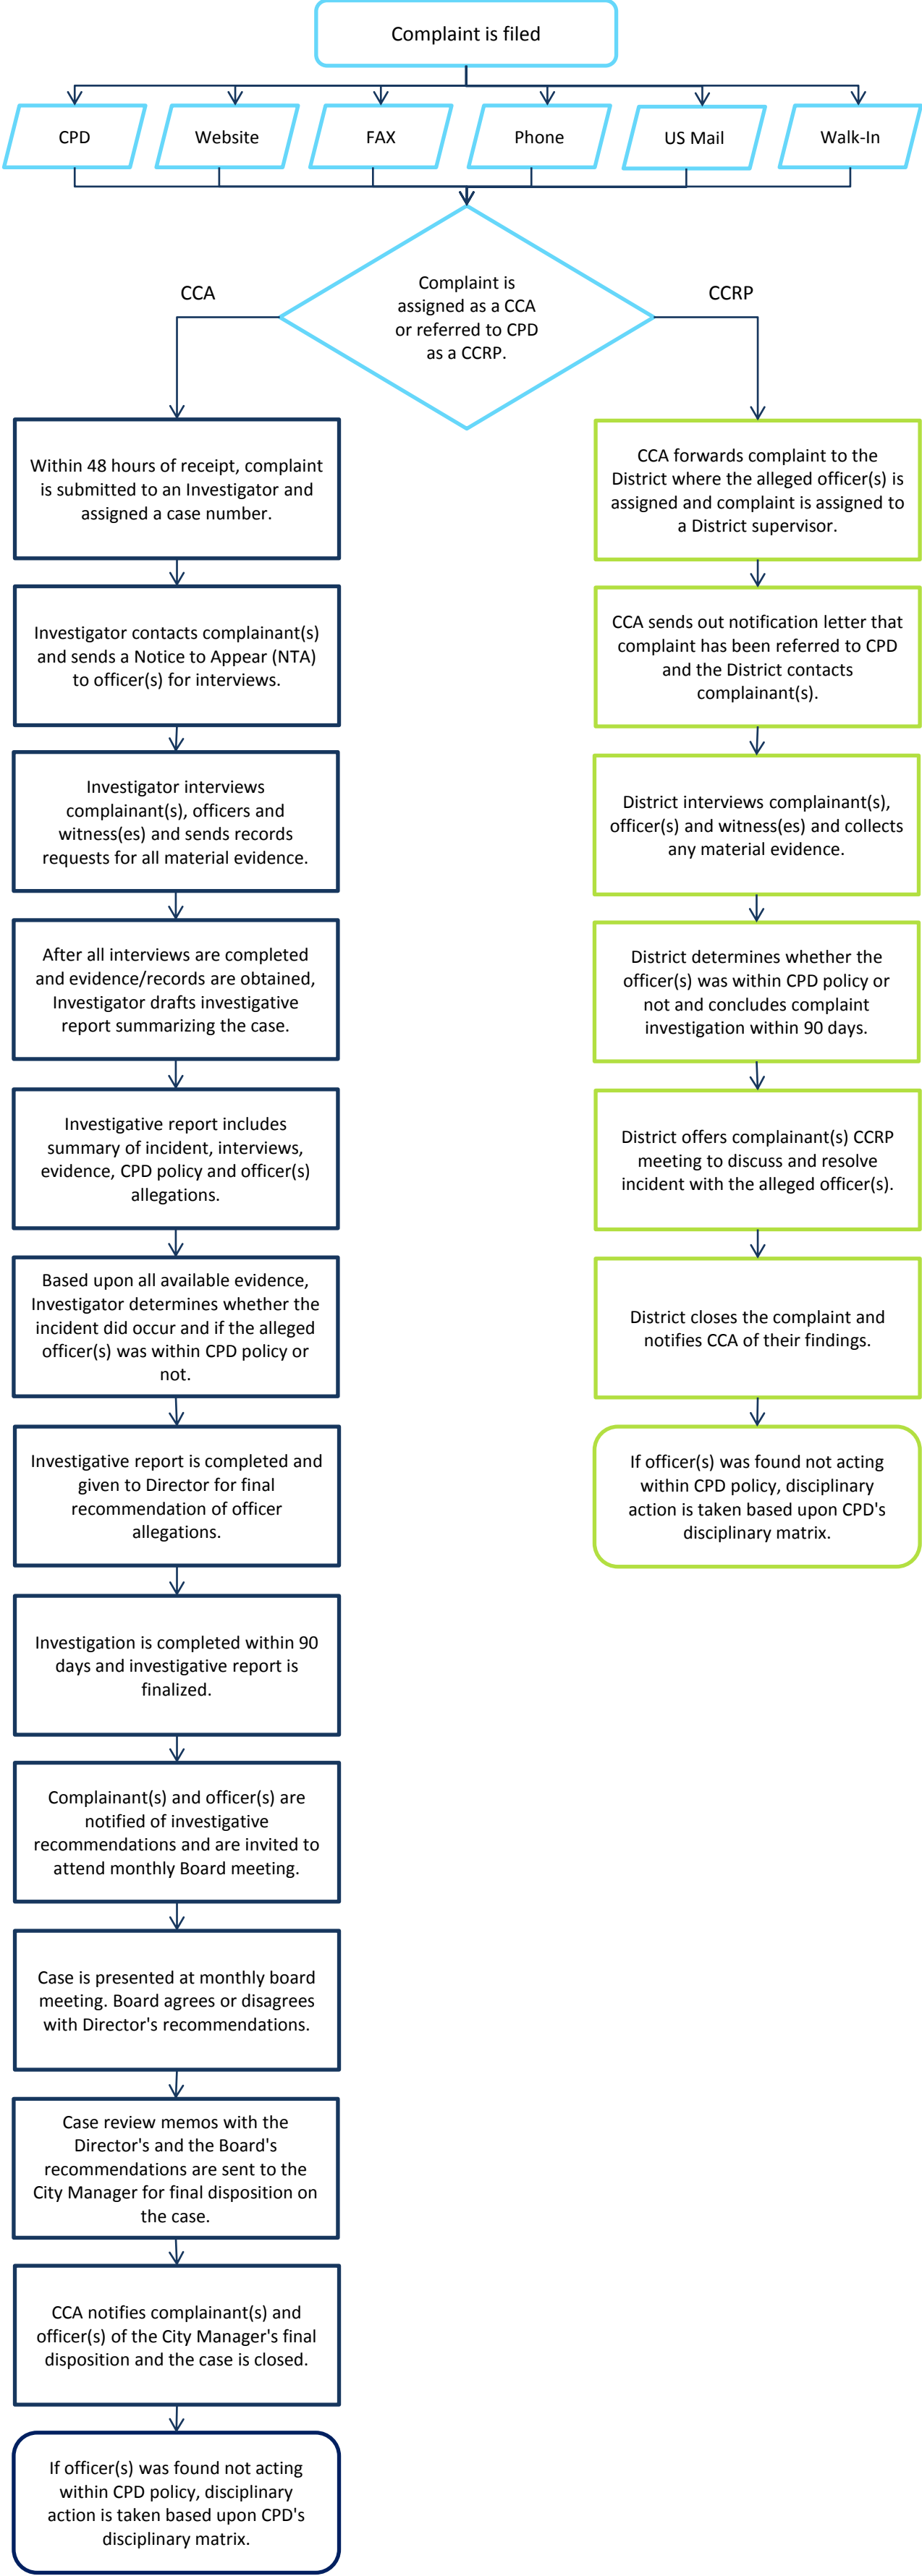 Complaint is filed
CPD
Website
FAX
Phone
US Mail
Walk-In
Complaint is
assigned as a CCA
or referred to CPD
as a CCRP.
CCA
CCRP
Within 48 hours of receipt, complaint
is submitted to an Investigator and
assigned a case number.
Investigator contacts complainant(s)
and sends a Notice to Appear (NTA)
to officer(s) for interviews.
Investigator interviews
complainant(s), officers and
witness(es) and sends records
requests for all material evidence.
After all interviews are completed
and evidence/records are obtained,
Investigator drafts investigative
report summarizing the case.
Investigative report includes
summary of incident, interviews,
evidence, CPD policy and officer(s)
allegations.
Based upon all available evidence,
Investigator determines whether the
incident did occur and if the alleged
officer(s) was within CPD policy or
not.
Investigative report is completed and
given to Director for final
recommendation of officer
allegations.
Investigation is completed within 90
days and investigative report is
finalized.
Complainant(s) and officer(s) are
notified of investigative
recommendations and are invited to
attend monthly Board meeting.
Case is presented at monthly board
meeting. Board agrees or disagrees
with Director's recommendations.
Case review memos with the
Director's and the Board's
recommendations are sent to the
City Manager for final disposition on
the case.
CCA notifies complainant(s) and
officer(s) of the City Manager's final
disposition and the case is closed.
If officer(s) was found not acting
within CPD policy, disciplinary
action is taken based upon CPD's
disciplinary matrix.
CCA forwards complaint to the
District where the alleged officer(s) is
assigned and complaint is assigned to
a District supervisor.
CCA sends out notification letter that
complaint has been referred to CPD
and the District contacts
complainant(s).
District interviews complainant(s),
officer(s) and witness(es) and collects
any material evidence.
District determines whether the
officer(s) was within CPD policy or
not and concludes complaint
investigation within 90 days.
District offers complainant(s) CCRP
meeting to discuss and resolve
incident with the alleged officer(s).
District closes the complaint and
notifies CCA of their findings.
If officer(s) was found not acting
within CPD policy, disciplinary
action is taken based upon CPD's
disciplinary matrix.